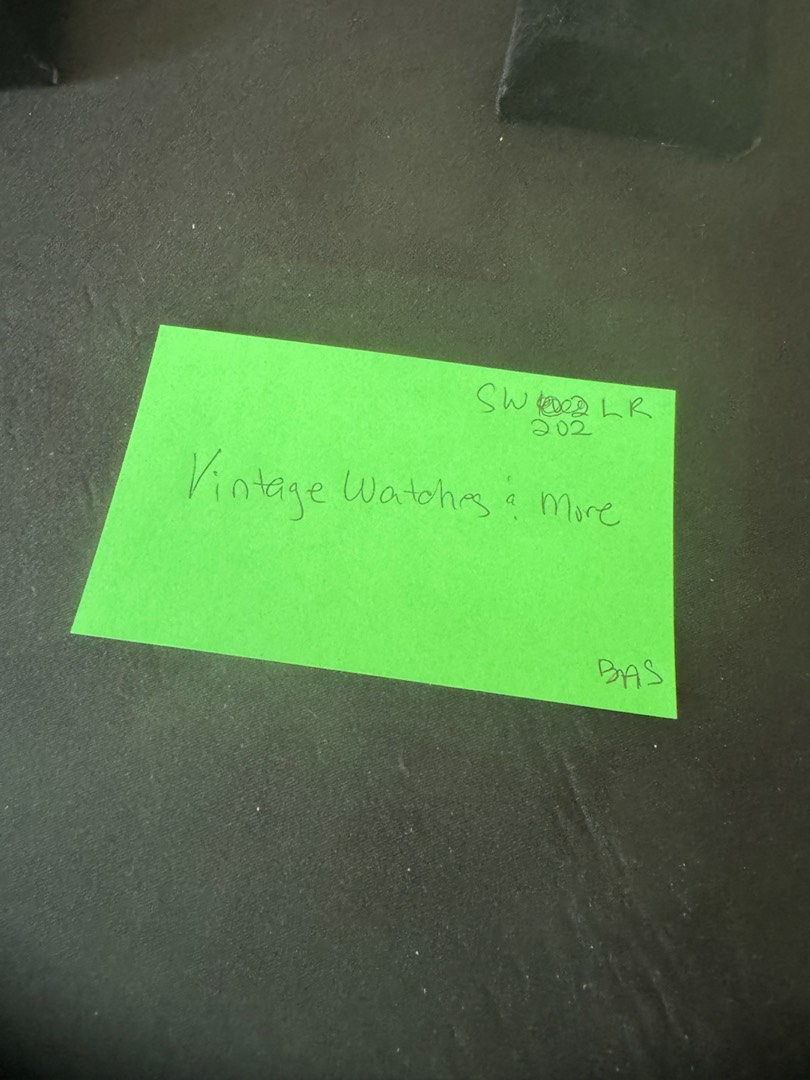 SW LR
202
Vintage Watches & More
BAS